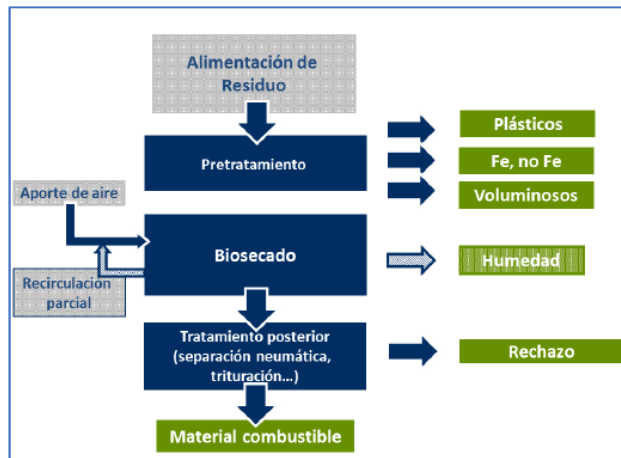 Alimentación de
Residuo
Pretratamiento
Plásticos
Fe, no Fe
Voluminosos
Aporte de aire
Biosecado
Humedad
Recirculación
parcial
Tratamiento posterior
(separación neumática,
trituración...)
Rechazo
Material combustible